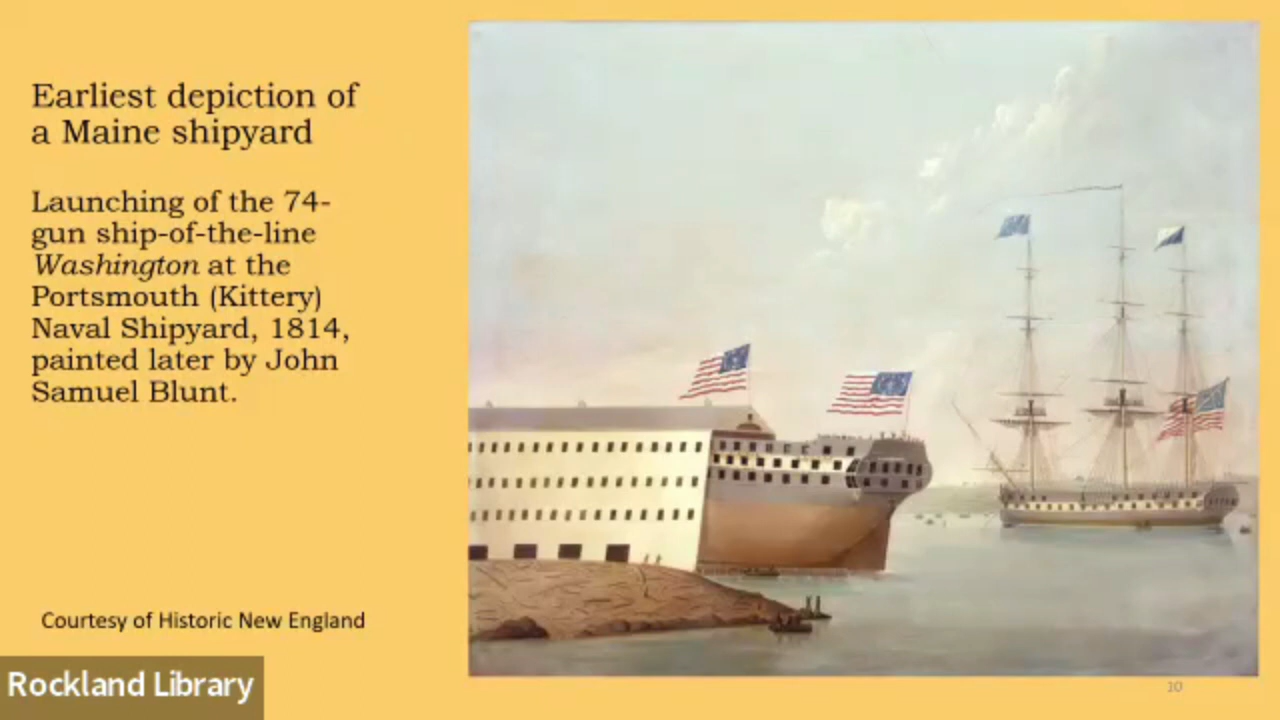 Earliest depiction of
a Maine shipyard
Launching of the 74-
gun ship-of-the-line
Washington at the
Portsmouth (Kittery)
Naval Shipyard, 1814,
painted later by John
Samuel Blunt.
Courtesy of Historic New England
Rockland Library
10